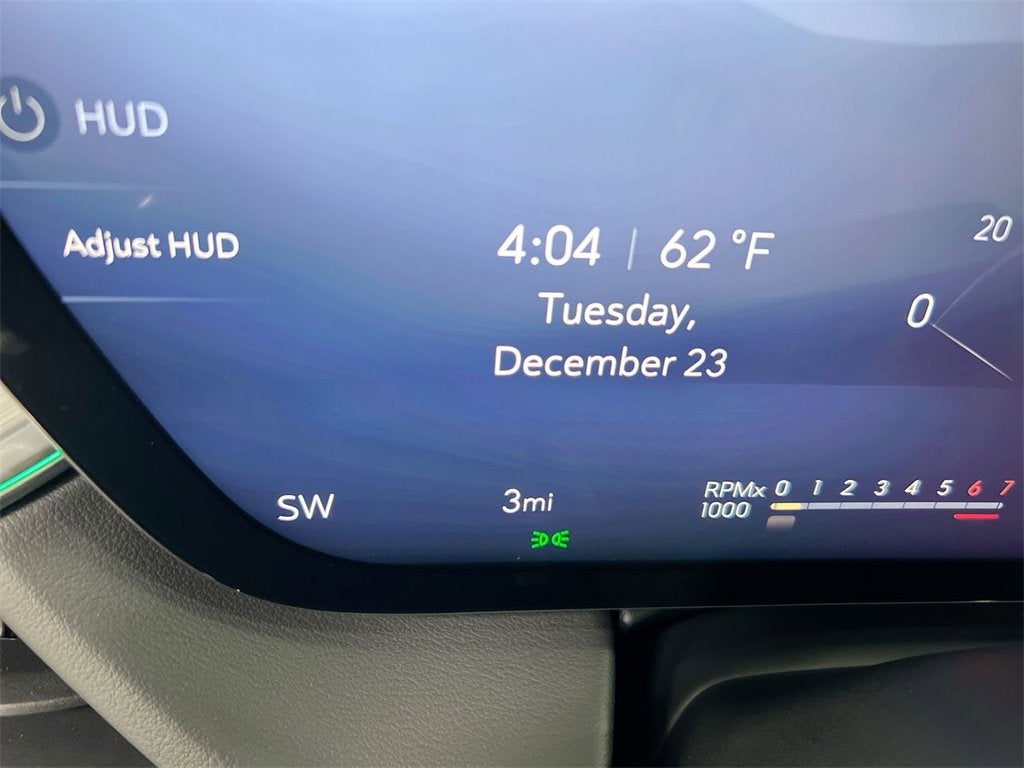 HUD
Adjust HUD
4:04 | 62 °F
Tuesday,
December 23
20
0
SW
3mi
RPMx 0 1 2 3 4 5 6 7
1000